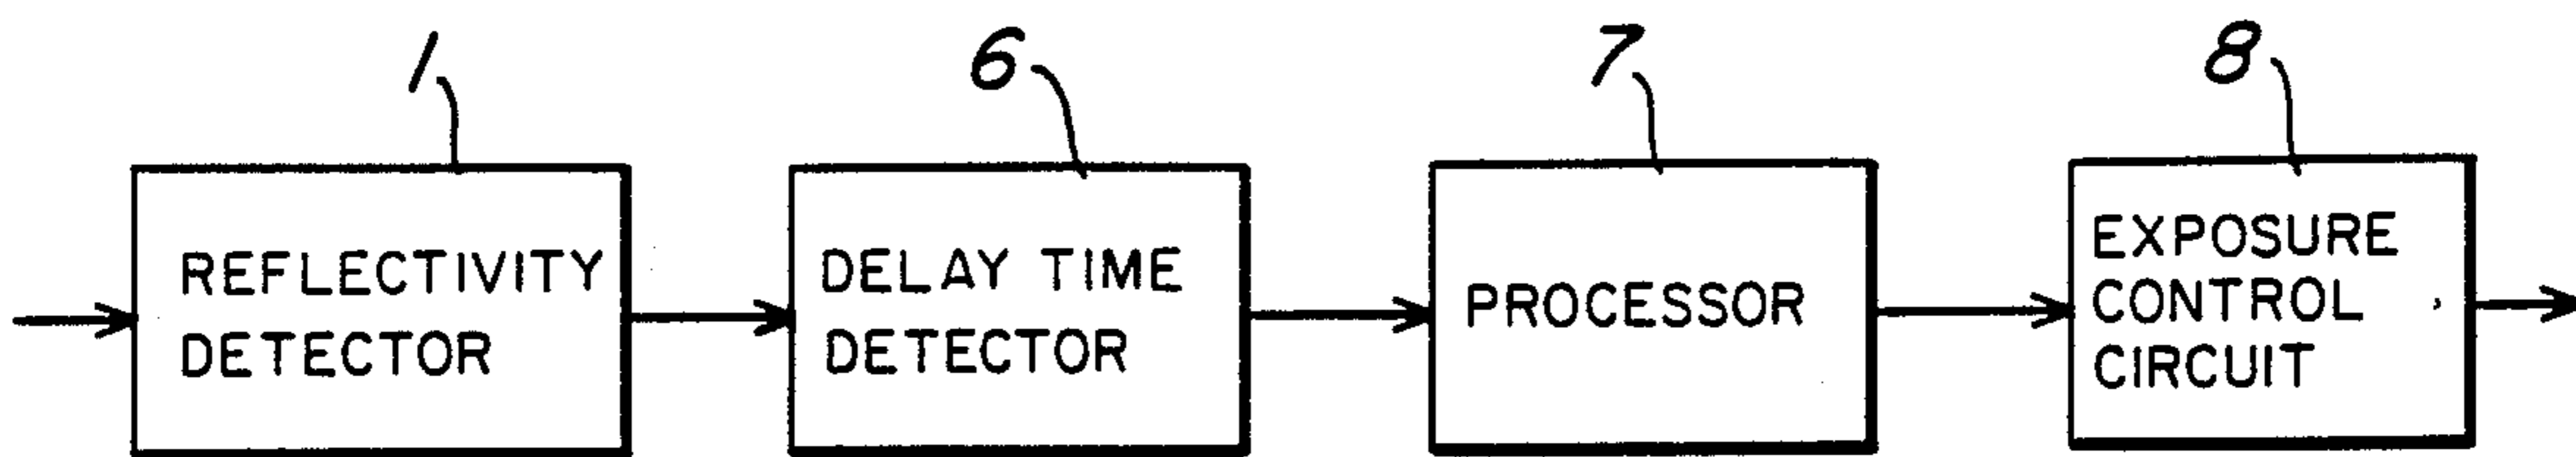 1
6
7
8
REFLECTIVITY
DETECTOR
DELAY TIME
DETECTOR
PROCESSOR
EXPOSURE
CONTROL
CIRCUIT